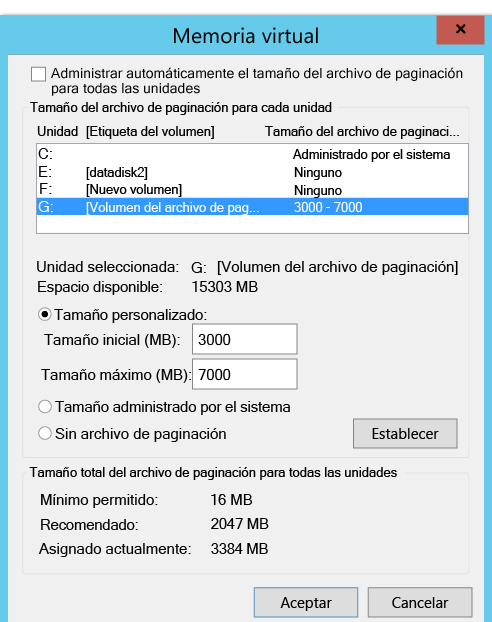 Memoria virtual
Administrar automáticamente el tamaño del archivo de paginación
para todas las unidades
Tamaño del archivo de paginación para cada unidad
Unidad [Etiqueta del volumen] Tamaño del archivo de paginaci...
C: Administrado por el sistema
E: [datadisk2] Ninguno
F: [Nuevo volumen] Ninguno
G: [Volumen del archivo de pag... 3000 - 7000
Unidad seleccionada: G: [Volumen del archivo de paginación]
Espacio disponible: 15303 MB
Tamaño personalizado:
Tamaño inicial (MB): 3000
Tamaño máximo (MB): 7000
Tamaño administrado por el sistema
Sin archivo de paginación Establecer
Tamaño total del archivo de paginación para todas las unidades
Mínimo permitido: 16 MB
Recomendado: 2047 MB
Asignado actualmente: 3384 MB
Aceptar Cancelar